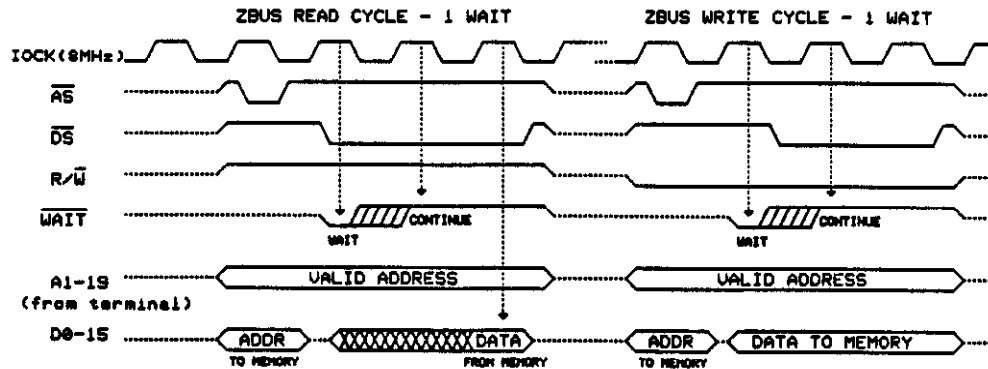 ZBUS READ CYCLE - 1 WAIT
ZBUS WRITE CYCLE - 1 WAIT
IOCK(8MHz)
AS
DS
R/W
WAIT
WAIT
CONTINUE
WAIT
CONTINUE
A1-19
(from terminal)
VALID ADDRESS
VALID ADDRESS
D0-15
ADDR
DATA
ADDR
DATA TO MEMORY
TO MEMORY
FROM MEMORY
TO MEMORY